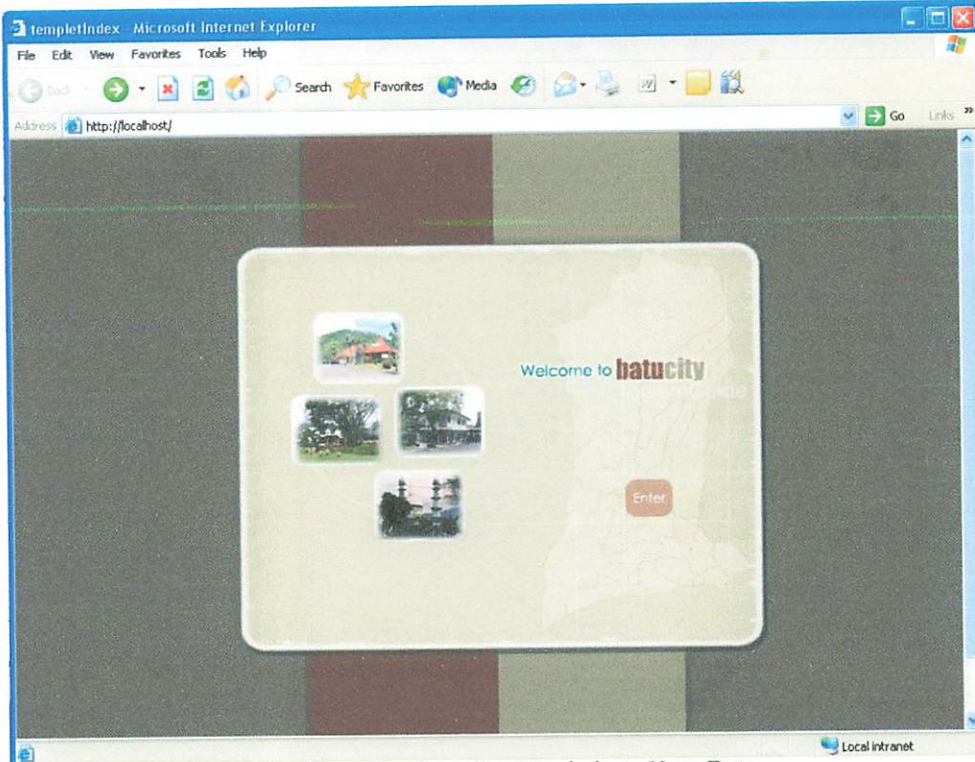 templetIndex - Microsoft Internet Explorer
File Edit View Favorites Tools Help
Back Search Favorites Media
Address http://localhost/ Go Links »
Welcome to batucity
Enter
Local intranet